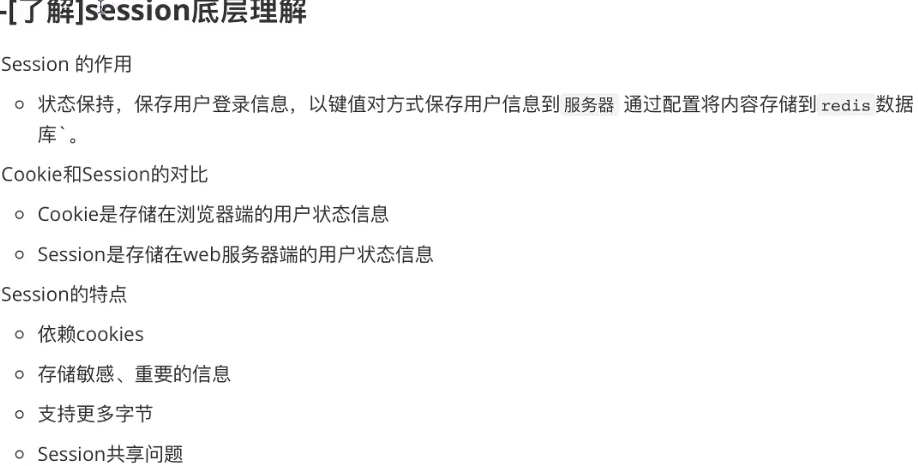 -[了解]session底层理解
Session 的作用
状态保持，保存用户登录信息，以键值对方式保存用户信息到 服务器 通过配置将内容存储到 redis 数据
库`。
Cookie和Session的对比
Cookie是存储在浏览器端的用户状态信息
Session是存储在web服务器端的用户状态信息
Session的特点
依赖cookies
存储敏感、重要的信息
支持更多字节
Session共享问题